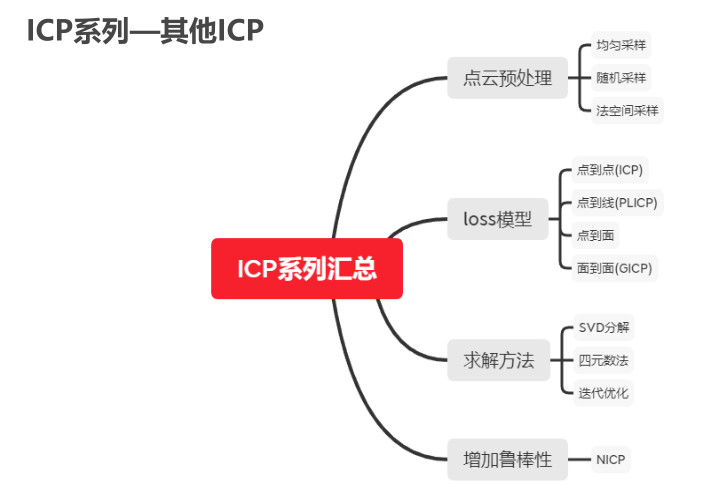 ICP系列—其他ICP
ICP系列汇总
点云预处理
均匀采样
随机采样
法空间采样
loss模型
点到点(ICP)
点到线(PLICP)
点到面
面到面(GICP)
求解方法
SVD分解
四元数法
迭代优化
增加鲁棒性
NICP